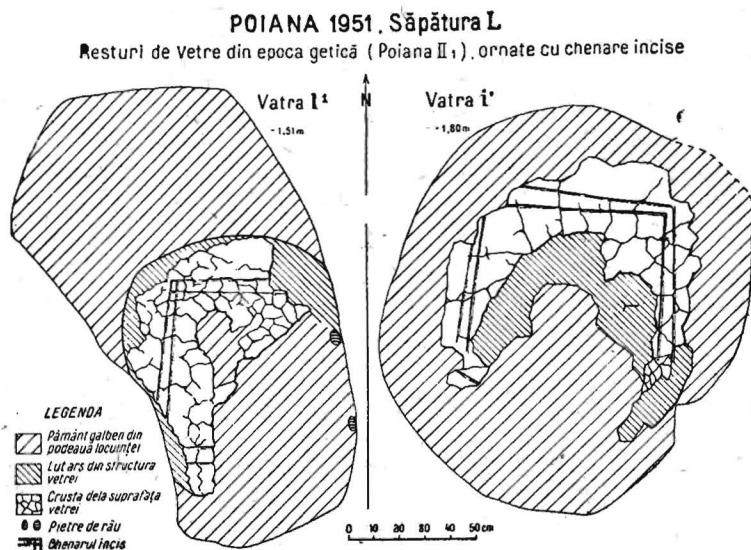 POIANA 1951, Săpătura L
Resturi de vetre din epoca getică (Poiana II₁), ornate cu chenare incise
Vatra l¹
-1,51m
N
Vatra i'
-1,80m
LEGENDA
Pământ galben din
podeaua locuinței
Lut ars din structura
vetrei
Crusta dela suprafața
vetrei
Pietre de râu
Chenarul incis
0 10 20 30 40 50cm